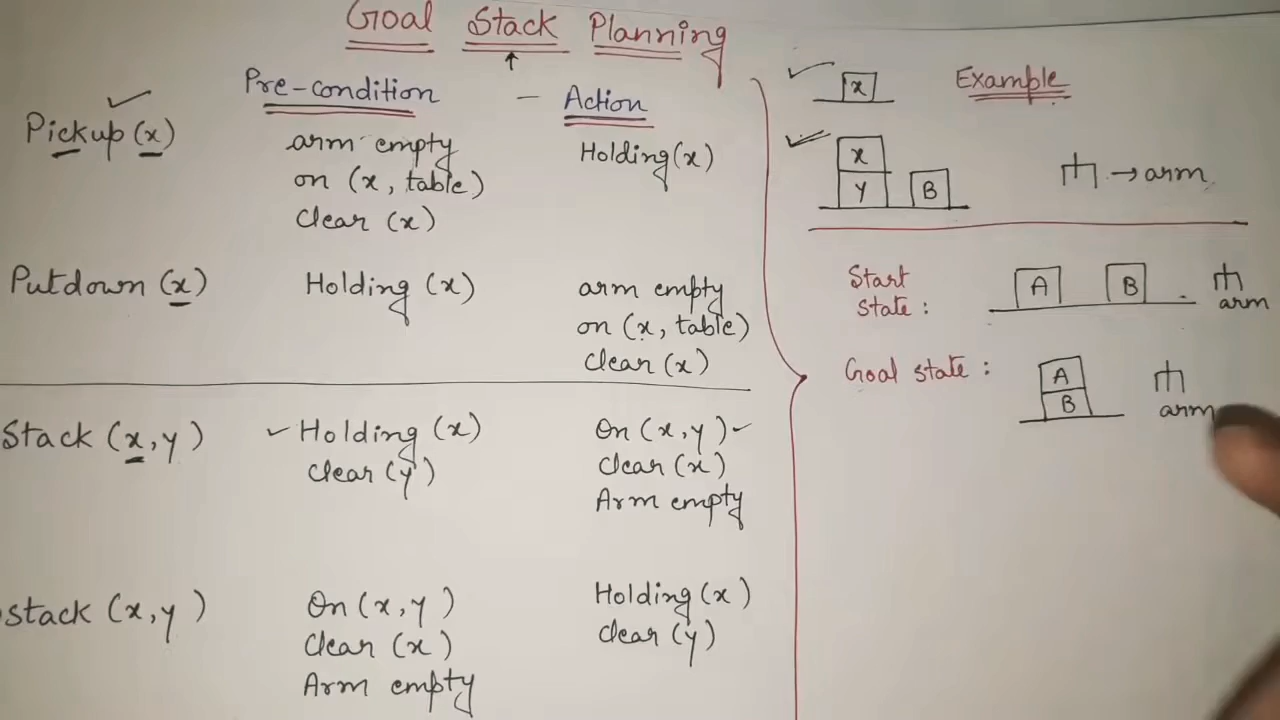 Goal Stack Planning
Pre-condition - Action
Pickup (x)
arm empty
on (x, table)
clear (x)
Holding (x)
Putdown (x)
Holding (x)
arm empty
on (x, table)
clear (x)
Stack (x, y)
Holding (x)
clear (y)
On (x, y)
clear (x)
Arm empty
stack (x, y)
On (x, y)
Clear (x)
Arm empty
Holding (x)
clear (y)
x
Example
x
Y
B
→ arm
Start
state :
A
B
arm
Goal state :
A
B
arm